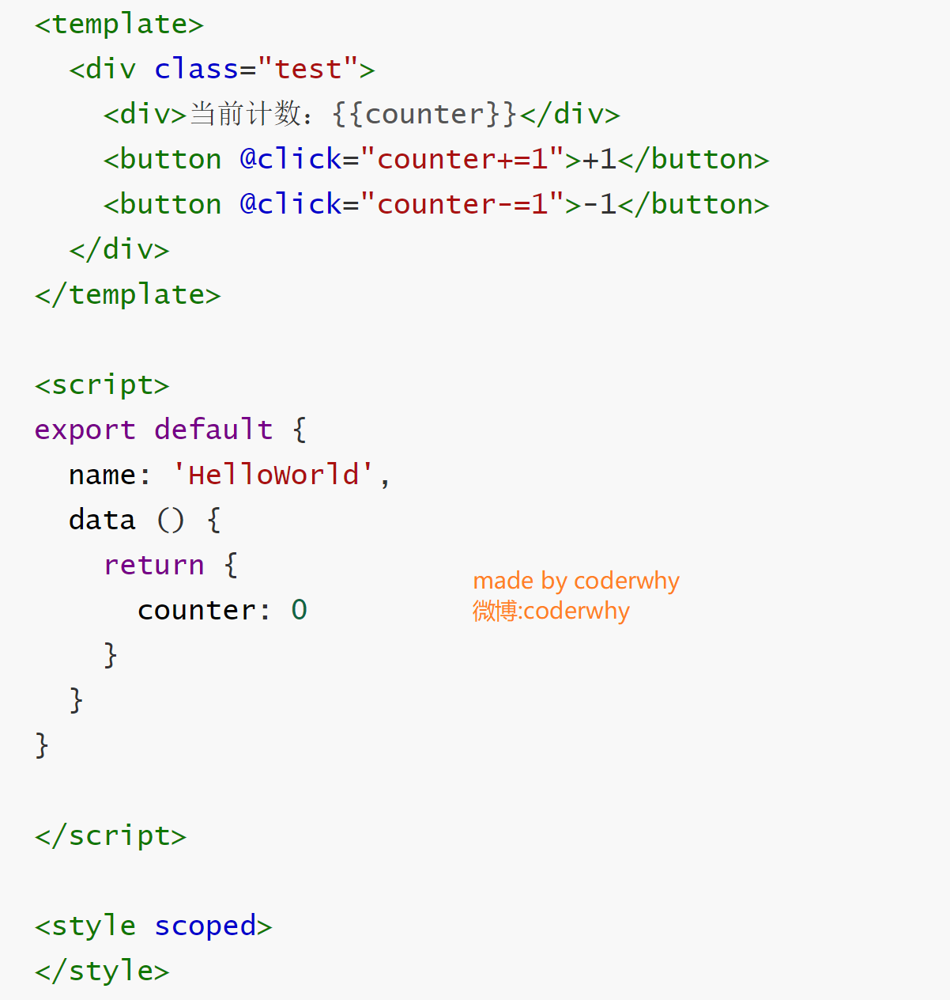 <template>
<div class="test">
<div>当前计数：{{counter}}</div>
<button @click="counter+=1">+1</button>
<button @click="counter-=1">-1</button>
</div>
</template>
<script>
export default {
name: 'HelloWorld',
data () {
return {
made by coderwhy
counter: 0
微博:coderwhy
}
}
}
</script>
<style scoped>
</style>